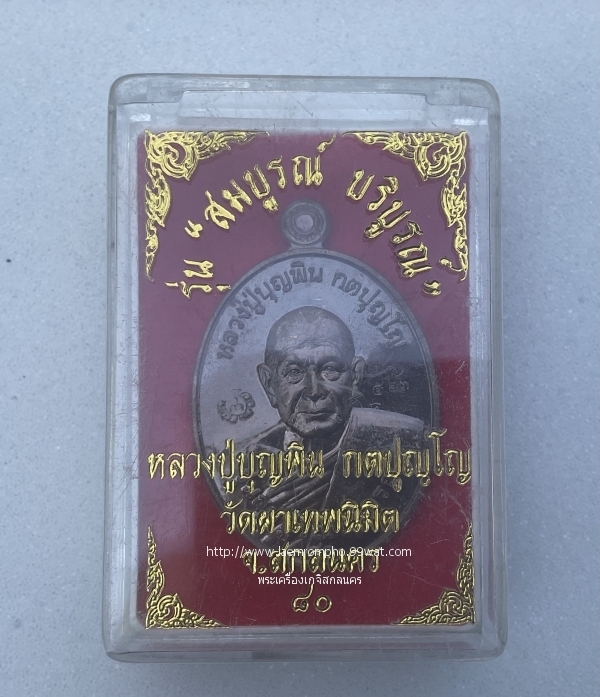 รุ่น "สมบูรณ์ บริบูรณ์"
หลวงปู่บุญพิน กตปุญโญ
๕๒๓
หลวงปู่บุญพิน กตปุญฺโญ
วัดผาเทพนิมิต
http://www.laemrompho.99wat.com
จ.สกลนคร
พระเครื่องเกจิสกลนคร
๘๐